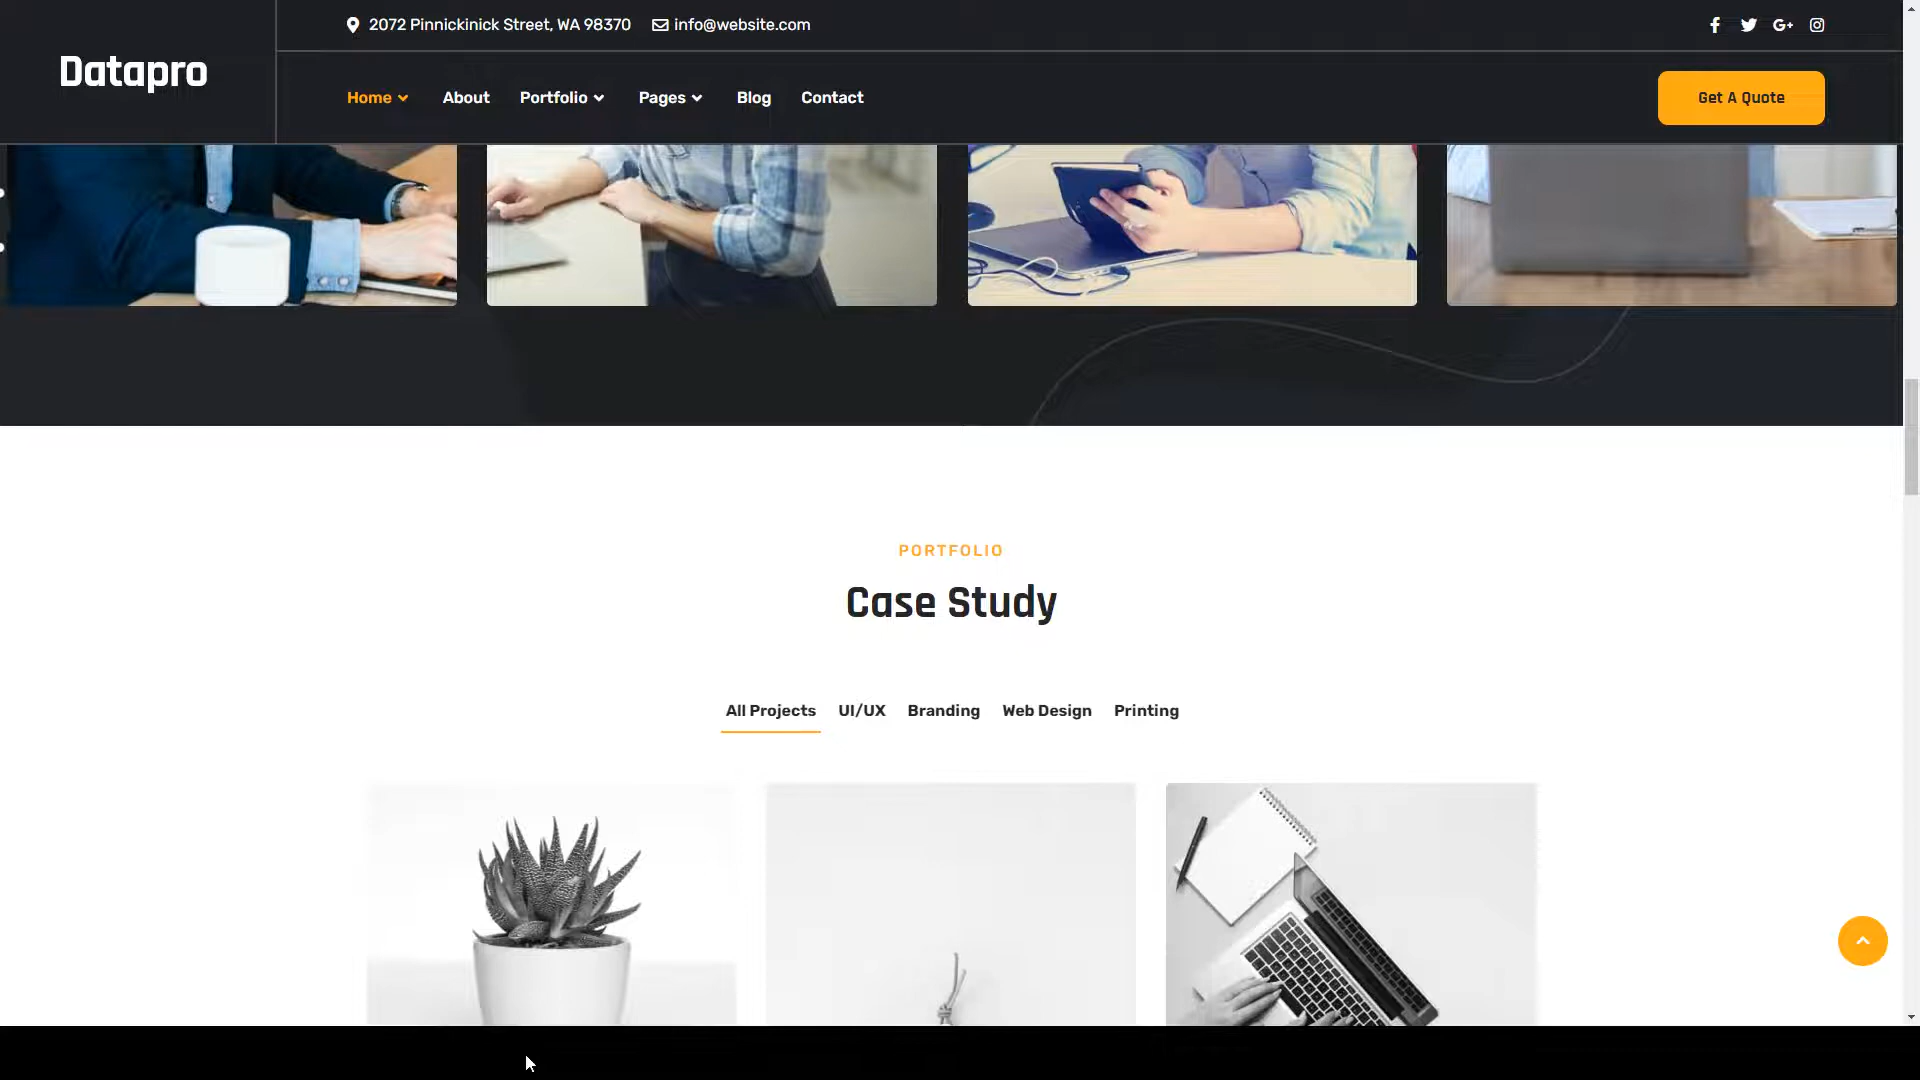 2072 Pinnickinick Street, WA 98370 info@website.com
Datapro
Home About Portfolio Pages Blog Contact
Get A Quote
PORTFOLIO
Case Study
All Projects UI/UX Branding Web Design Printing